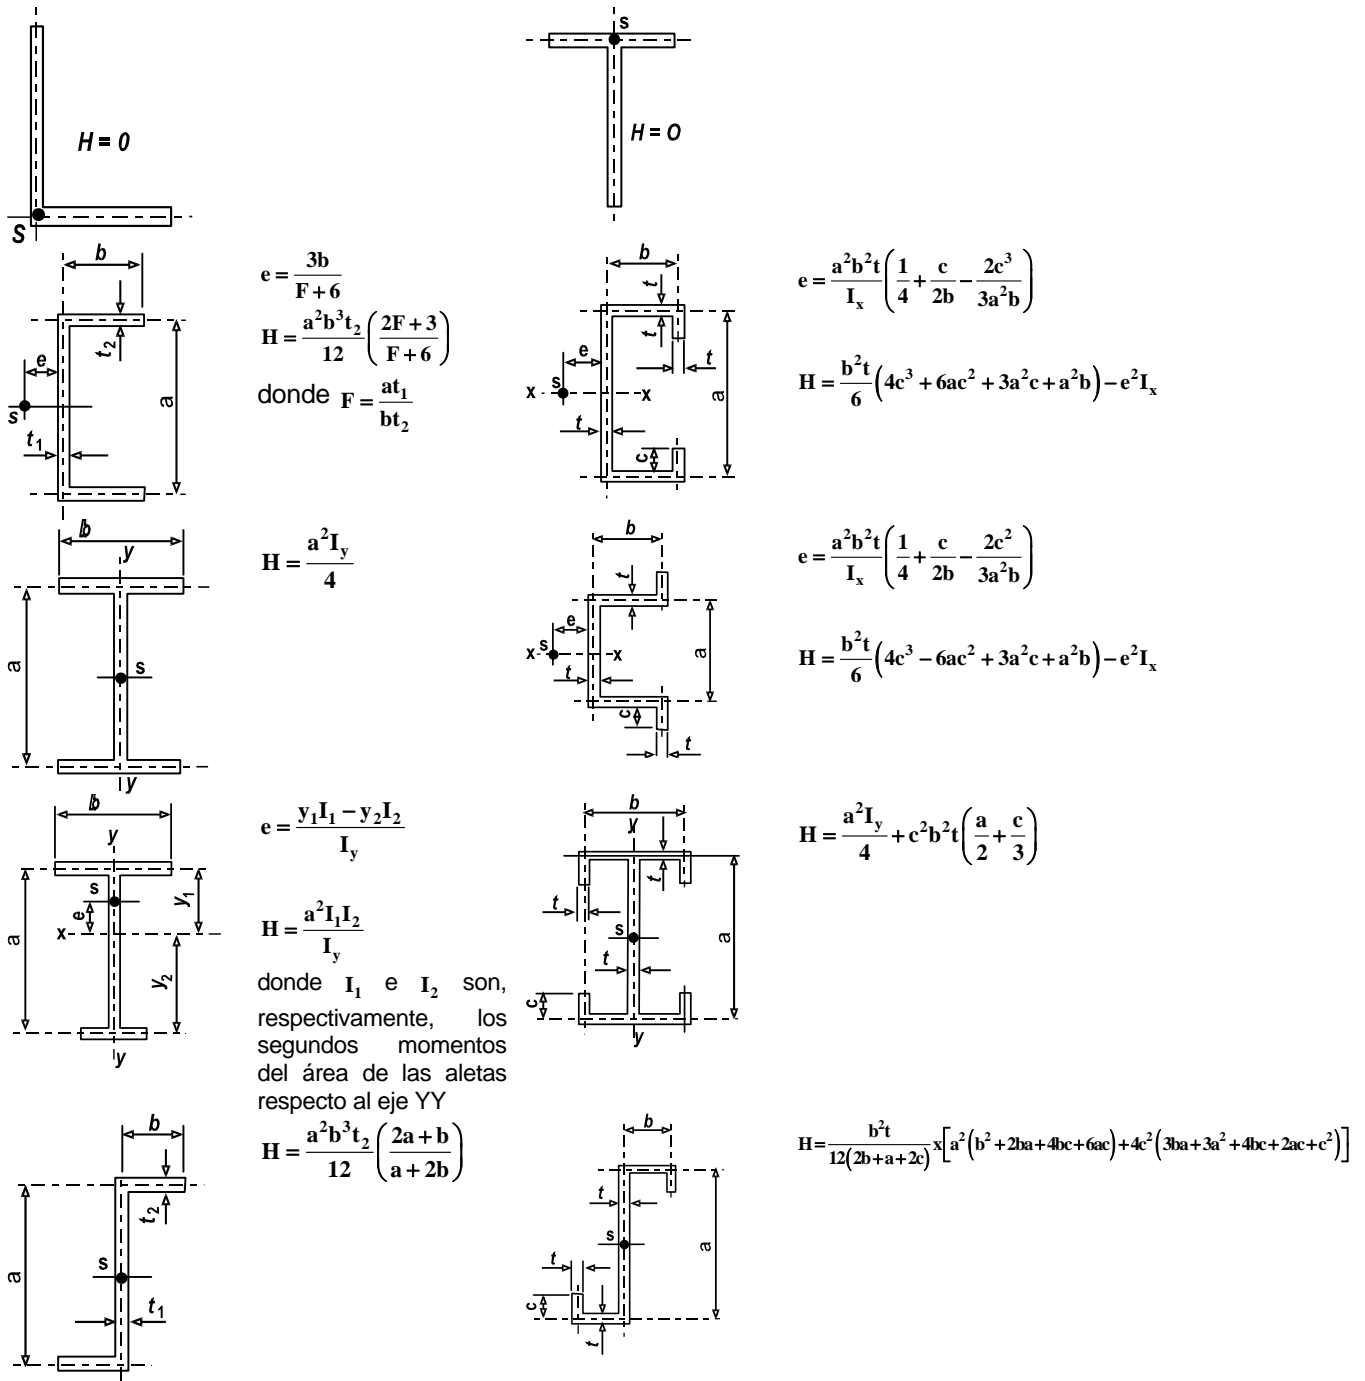 H = 0
S
s
H = O
b
t2
e
s
a
t1
e = 3b / (F + 6)
H = (a²b³t₂ / 12) ((2F + 3) / (F + 6))
donde F = at₁ / bt₂
b
t
t
e
s
x x
t
c
a
e = (a²b²t / Iₓ) (1/4 + c/2b − 2c³/3a²b)
H = (b²t / 6) (4c³ + 6ac² + 3a²c + a²b) − e²Iₓ
b
y
a
s
y
H = a²I_y / 4
b
t
e
x s x
t
a
c
t
e = (a²b²t / Iₓ) (1/4 + c/2b − 2c²/3a²b)
H = (b²t / 6) (4c³ − 6ac² + 3a²c + a²b) − e²Iₓ
b
y
s
e
y1
x
a
y2
y
e = (y₁I₁ − y₂I₂) / I_y
H = a²I₁I₂ / I_y
donde I₁ e I₂ son,
respectivamente, los
segundos momentos
del área de las aletas
respecto al eje YY
b
y
t
t
s
t
a
c
y
H = a²I_y / 4 + c²b²t (a/2 + c/3)
b
t2
a
s
t1
H = (a²b³t₂ / 12) ((2a + b) / (a + 2b))
b
t
s
t
a
c
t
H = b²t / 12(2b+a+2c) x [a²(b² + 2ba + 4bc + 6ac) + 4c²(3ba + 3a² + 4bc + 2ac + c²)]